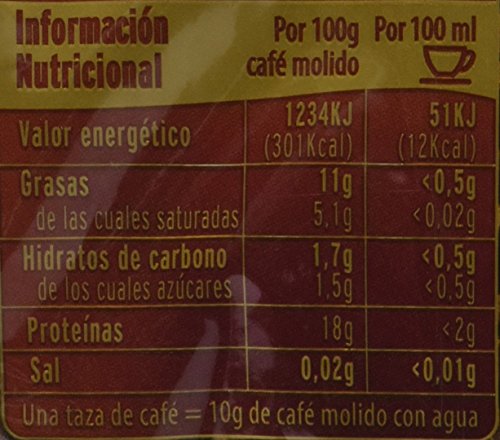 Información Por 100g Por 100 ml
Nutricional café molido
Valor energético 1234KJ 51KJ
(301Kcal) (12Kcal)
Grasas 11g <0,5g
de las cuales saturadas 5,1g <0,02g
Hidratos de carbono 1,7g <0,5g
de los cuales azúcares 1,5g <0,5g
Proteínas 18g <2g
Sal 0,02g <0,01g
Una taza de café = 10g de café molido con agua